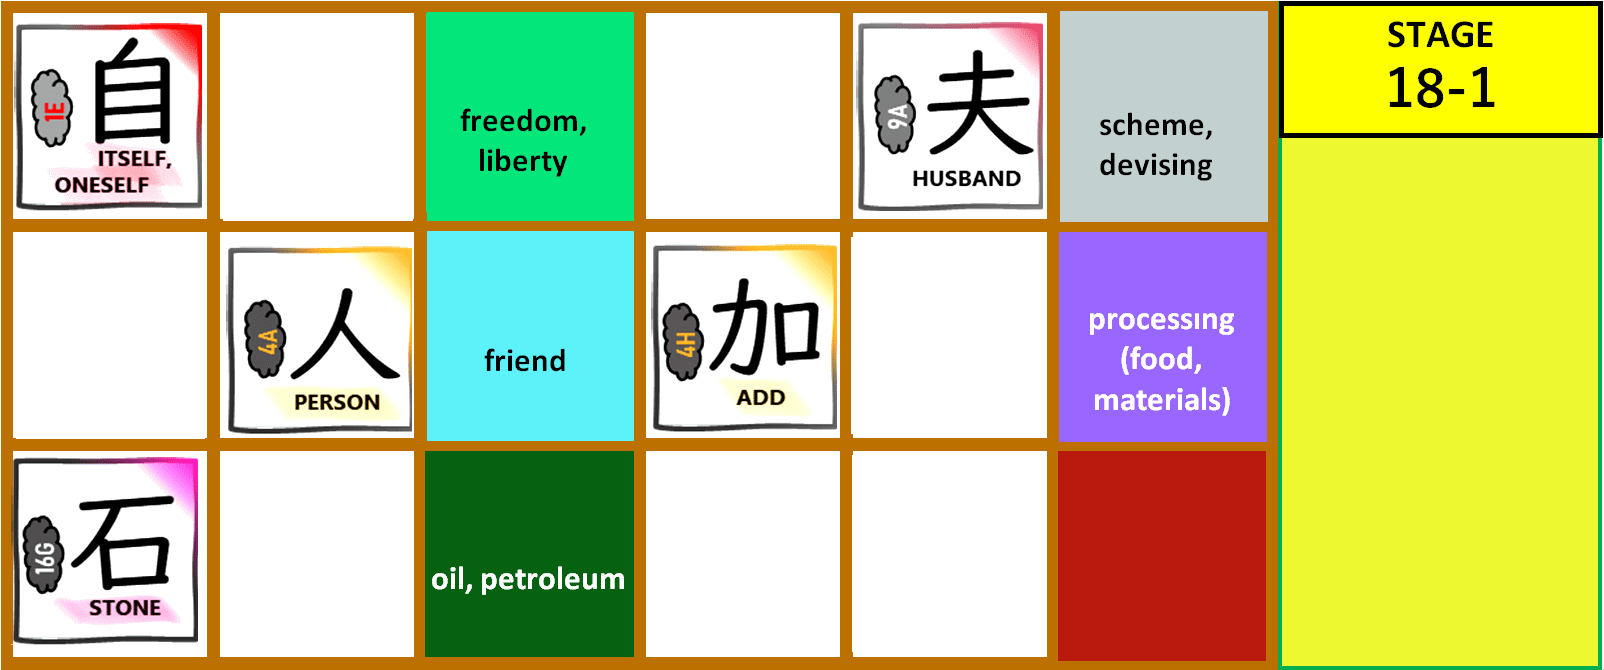 自
1E
ITSELF,
ONESELF
freedom,
liberty
夫
9A
HUSBAND
scheme,
devising
STAGE
18-1
人
4A
PERSON
friend
加
4H
ADD
processing
(food,
materials)
石
16G
STONE
oil, petroleum